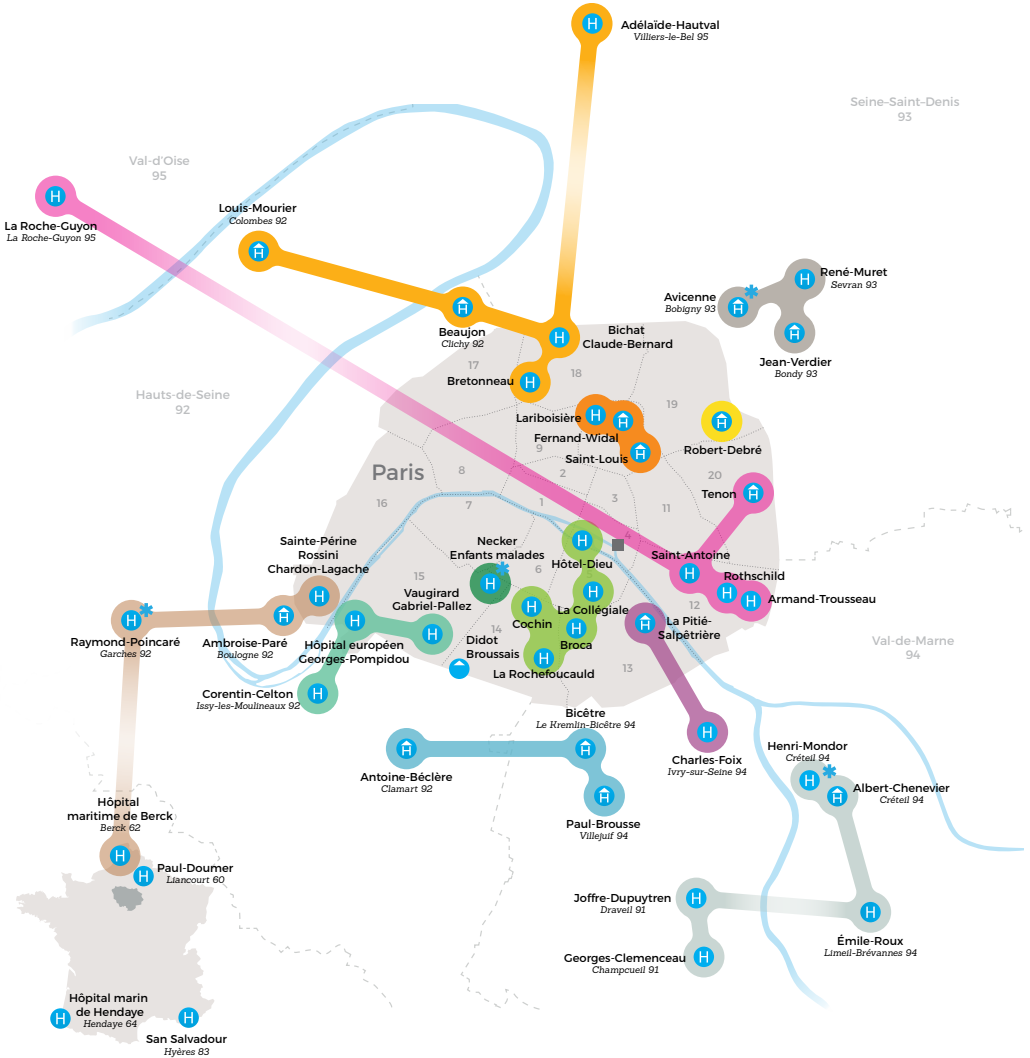 Adélaïde-Hautval
Villiers-le-Bel 95
Seine-Saint-Denis
93
Val-d'Oise
95
La Roche-Guyon
La Roche-Guyon 95
Louis-Mourier
Colombes 92
René-Muret
Sevran 93
Avicenne
Bobigny 93
Jean-Verdier
Bondy 93
Beaujon
Clichy 92
Bichat
Claude-Bernard
Bretonneau
17
18
19
Hauts-de-Seine
92
Lariboisière
Fernand-Widal
Saint-Louis
Robert-Debré
9
Paris
8
2
20
16
7
1
3
11
Tenon
4
Necker
Enfants malades
Hôtel-Dieu
Saint-Antoine
Sainte-Périne
Rossini
Chardon-Lagache
15
6
Rothschild
Armand-Trousseau
12
Vaugirard
Gabriel-Pallez
La Collégiale
Cochin
La Pitié-
Salpêtrière
14
Broca
13
Raymond-Poincaré
Garches 92
Ambroise-Paré
Boulogne 92
Hôpital européen
Georges-Pompidou
Didot
Broussais
La Rochefoucauld
Val-de-Marne
94
Corentin-Celton
Issy-les-Moulineaux 92
Bicêtre
Le Kremlin-Bicêtre 94
Antoine-Béclère
Clamart 92
Charles-Foix
Ivry-sur-Seine 94
Henri-Mondor
Créteil 94
Albert-Chenevier
Créteil 94
Paul-Brousse
Villejuif 94
Hôpital
maritime de Berck
Berck 62
Paul-Doumer
Liancourt 60
Joffre-Dupuytren
Draveil 91
Émile-Roux
Limeil-Brévannes 94
Georges-Clemenceau
Champcueil 91
Hôpital marin
de Hendaye
Hendaye 64
San Salvadour
Hyères 83